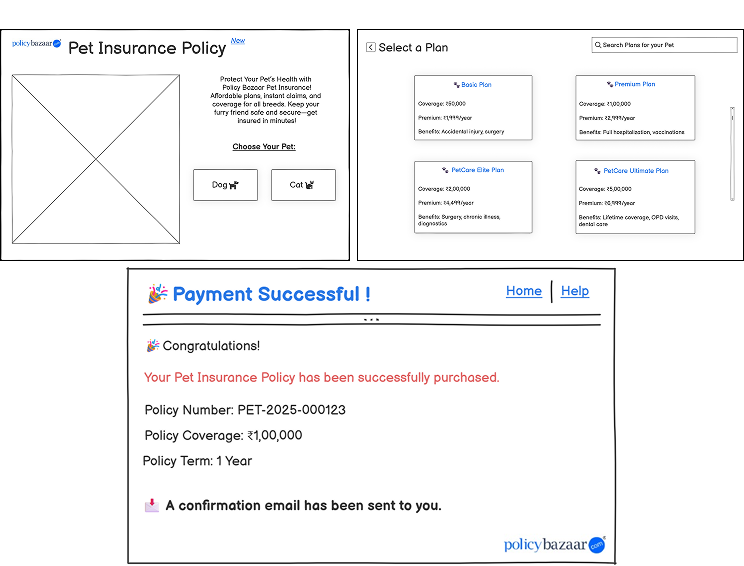 policybazaar
Pet Insurance Policy
New
Protect Your Pet's Health with
Policy Bazaar Pet Insurance!
Affordable plans, instant claims, and
coverage for all breeds. Keep your
furry friend safe and secure—get
insured in minutes!
Choose Your Pet:
Dog
Cat
Select a Plan
Search Plans for your Pet
Basic Plan
Coverage: ₹50,000
Premium: ₹1,999/year
Benefits: Accidental injury, surgery
Premium Plan
Coverage: ₹1,00,000
Premium: ₹2,999/year
Benefits: Full hospitalization, vaccinations
PetCare Elite Plan
Coverage: ₹2,00,000
Premium: ₹4,499/year
Benefits: Surgery, chronic illness,
diagnostics
PetCare Ultimate Plan
Coverage: ₹5,00,000
Premium: ₹6,999/year
Benefits: Lifetime coverage, OPD visits,
dental care
Payment Successful !
Home
Help
Congratulations!
Your Pet Insurance Policy has been successfully purchased.
Policy Number: PET-2025-000123
Policy Coverage: ₹1,00,000
Policy Term: 1 Year
A confirmation email has been sent to you.
policybazaar.com